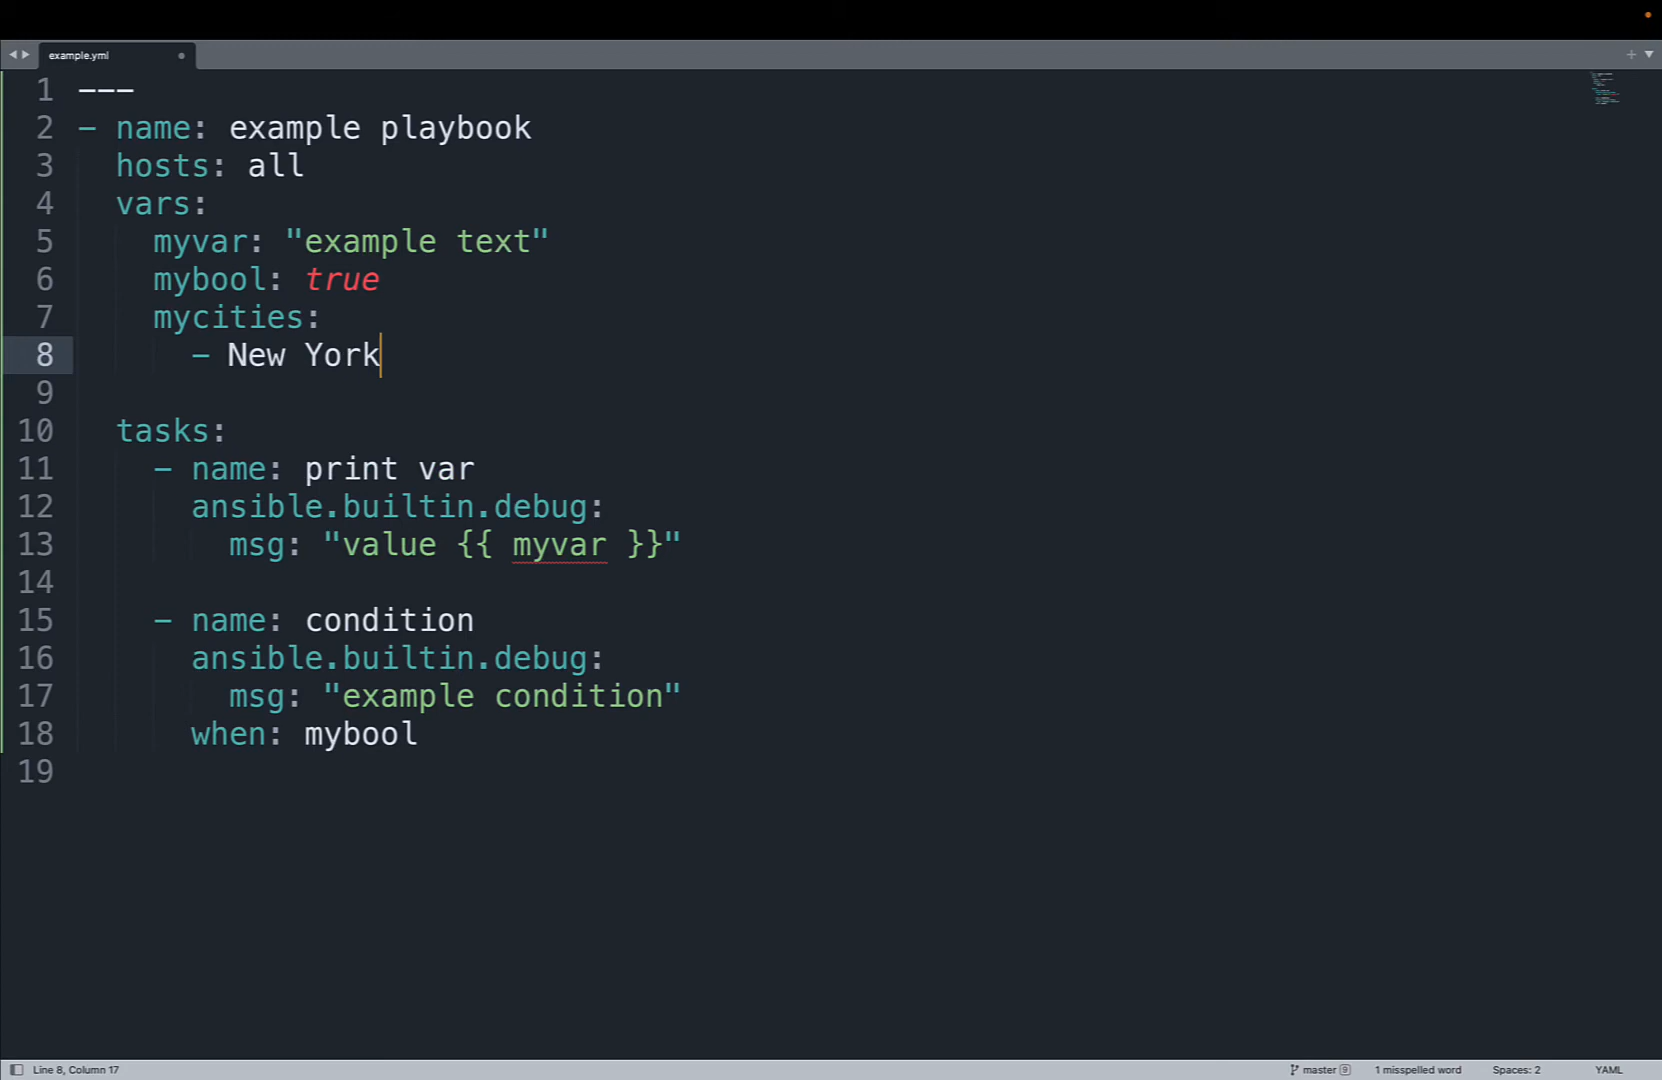 example.yml
1 ---
2 - name: example playbook
3 hosts: all
4 vars:
5 myvar: "example text"
6 mybool: true
7 mycities:
8 - New York
9
10 tasks:
11 - name: print var
12 ansible.builtin.debug:
13 msg: "value {{ myvar }}"
14
15 - name: condition
16 ansible.builtin.debug:
17 msg: "example condition"
18 when: mybool
19
Line 8, Column 17 master 9 1 misspelled word Spaces: 2 YAML